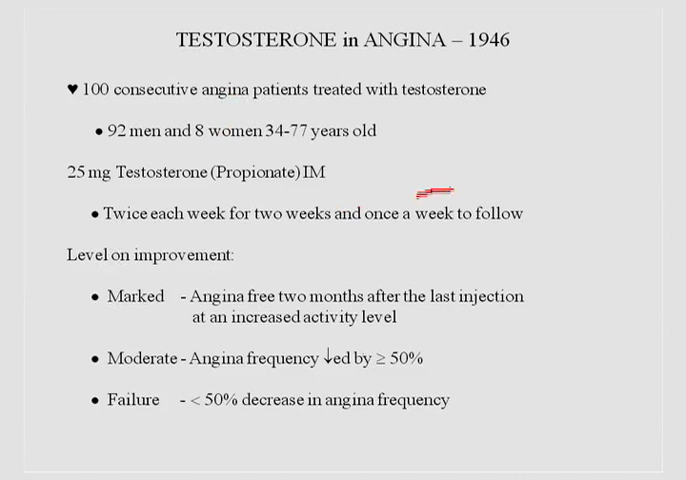 TESTOSTERONE in ANGINA – 1946
♥ 100 consecutive angina patients treated with testosterone
• 92 men and 8 women 34-77 years old
25 mg Testosterone (Propionate) IM
• Twice each week for two weeks and once a week to follow
Level on improvement:
• Marked - Angina free two months after the last injection
at an increased activity level
• Moderate - Angina frequency ↓ed by ≥ 50%
• Failure - < 50% decrease in angina frequency